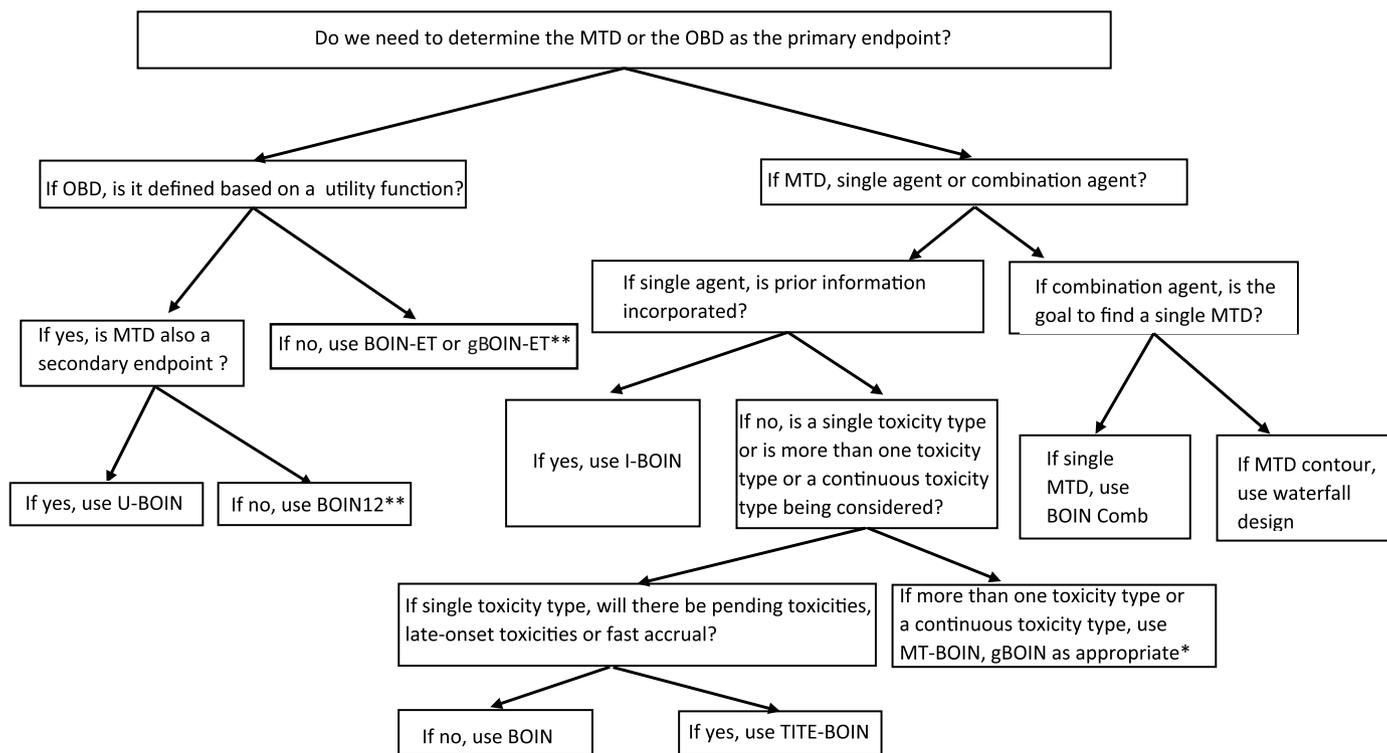 Do we need to determine the MTD or the OBD as the primary endpoint?
If OBD, is it defined based on a utility function?
If MTD, single agent or combination agent?
If single agent, is prior information
incorporated?
If combination agent, is the
goal to find a single MTD?
If yes, is MTD also a
secondary endpoint ?
If no, use BOIN-ET or gBOIN-ET**
If yes, use I-BOIN
If no, is a single toxicity type
or is more than one toxicity
type or a continuous toxicity
type being considered?
If single
MTD, use
BOIN Comb
If MTD contour,
use waterfall
design
If yes, use U-BOIN
If no, use BOIN12**
If single toxicity type, will there be pending toxicities,
late-onset toxicities or fast accrual?
If more than one toxicity type or
a continuous toxicity type, use
MT-BOIN, gBOIN as appropriate*
If no, use BOIN
If yes, use TITE-BOIN